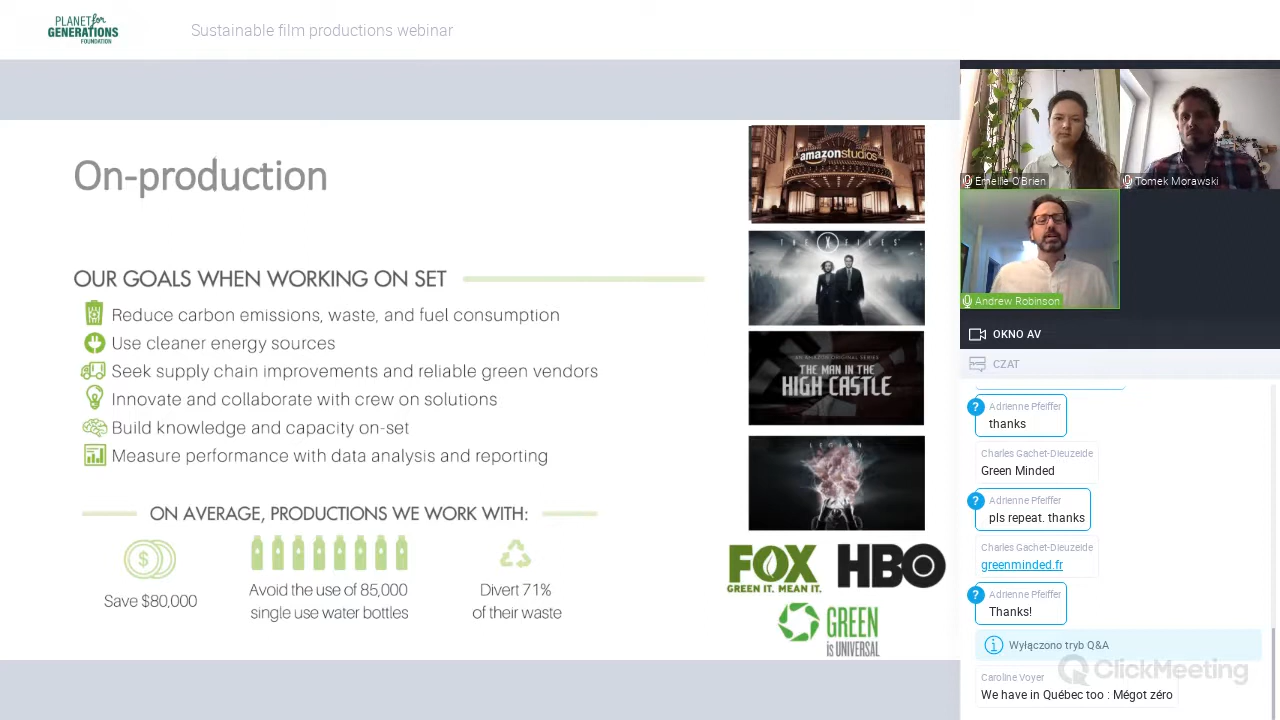 PLANET for
GENERATIONS
FOUNDATION
Sustainable film productions webinar
On-production
OUR GOALS WHEN WORKING ON SET
Reduce carbon emissions, waste, and fuel consumption
Use cleaner energy sources
Seek supply chain improvements and reliable green vendors
Innovate and collaborate with crew on solutions
Build knowledge and capacity on-set
Measure performance with data analysis and reporting
ON AVERAGE, PRODUCTIONS WE WORK WITH:
$
Save $80,000
Avoid the use of 85,000
single use water bottles
Divert 71%
of their waste
amazonstudios
THE X FILES
AN AMAZON ORIGINAL SERIES
THE MAN IN THE
HIGH CASTLE
LEGION
FOX
GREEN IT. MEAN IT.
HBO
GREEN
is UNIVERSAL
Emellie O'Brien
Tomek Morawski
Andrew Robinson
OKNO AV
CZAT
? Adrienne Pfeiffer
thanks
Charles Gachet-Dieuzeide
Green Minded
? Adrienne Pfeiffer
pls repeat. thanks
Charles Gachet-Dieuzeide
greenminded.fr
? Adrienne Pfeiffer
Thanks!
Wyłączono tryb Q&A
ClickMeeting
Caroline Voyer
We have in Québec too : Mégot zéro